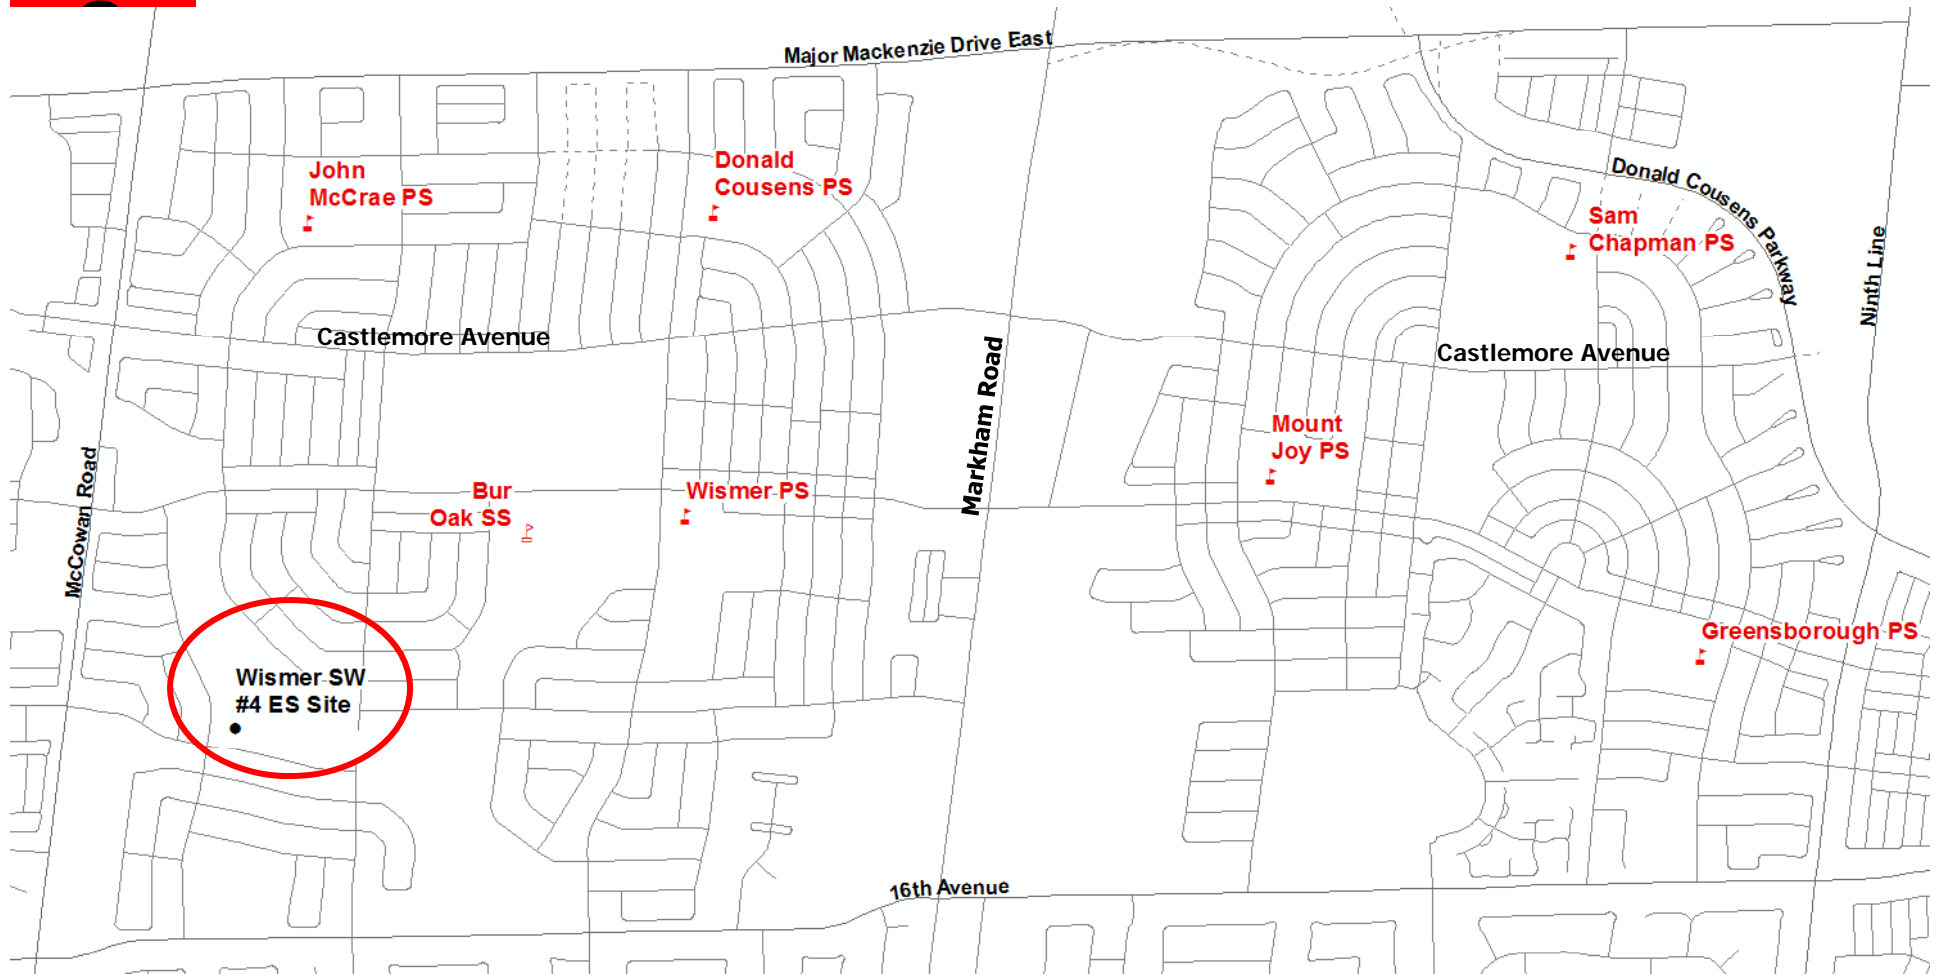 Major Mackenzie Drive East
John
McCrae PS
Donald
Cousens PS
Donald Cousens Parkway
Sam
Chapman PS
Ninth Line
Castlemore Avenue
Castlemore Avenue
Markham Road
Mount
Joy PS
McCowan Road
Bur
Oak SS
Wismer PS
Greensborough PS
Wismer SW
#4 ES Site
16th Avenue